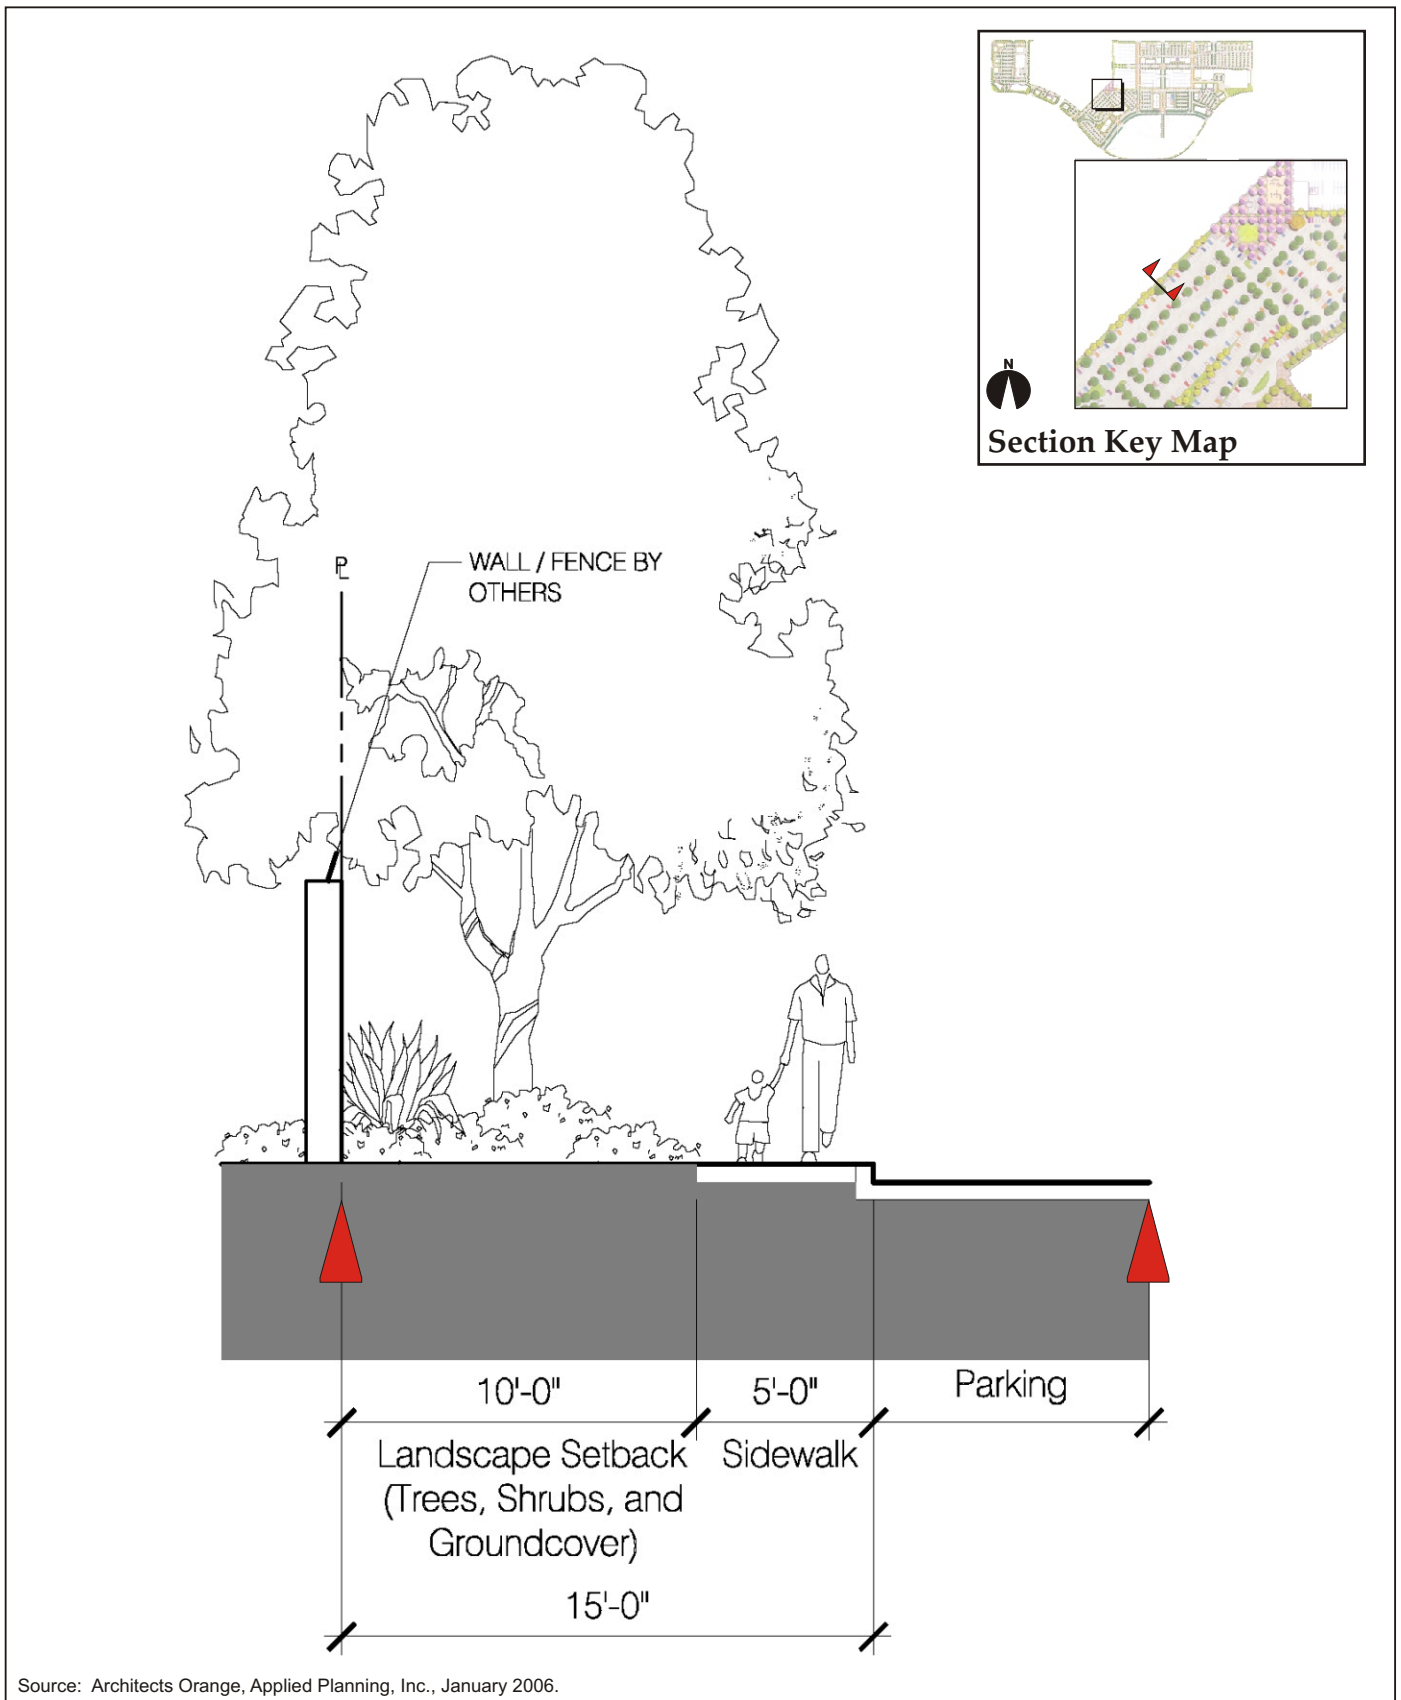 N
Section Key Map
PL
WALL / FENCE BY
OTHERS
10'-0"
5'-0"
Parking
Landscape Setback
(Trees, Shrubs, and
Groundcover)
Sidewalk
15'-0"
Source:  Architects Orange, Applied Planning, Inc., January 2006.